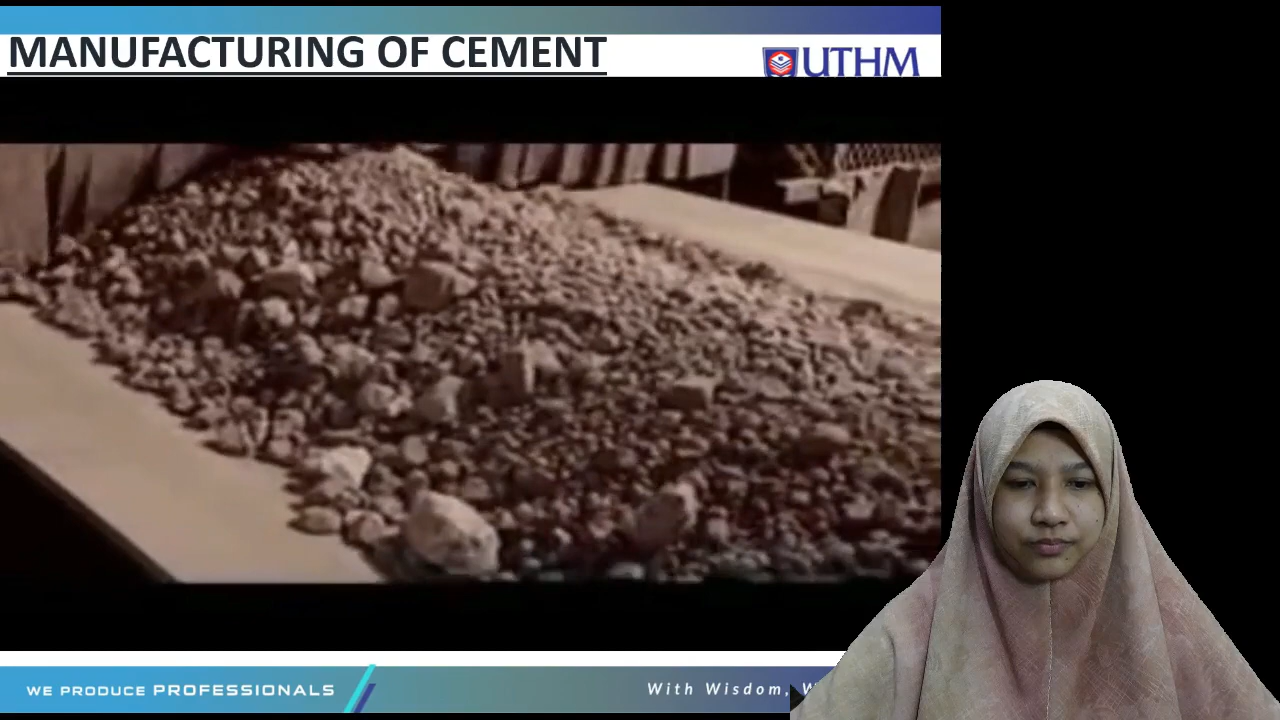 MANUFACTURING OF CEMENT
UTHM
WE PRODUCE PROFESSIONALS
With Wisdom,